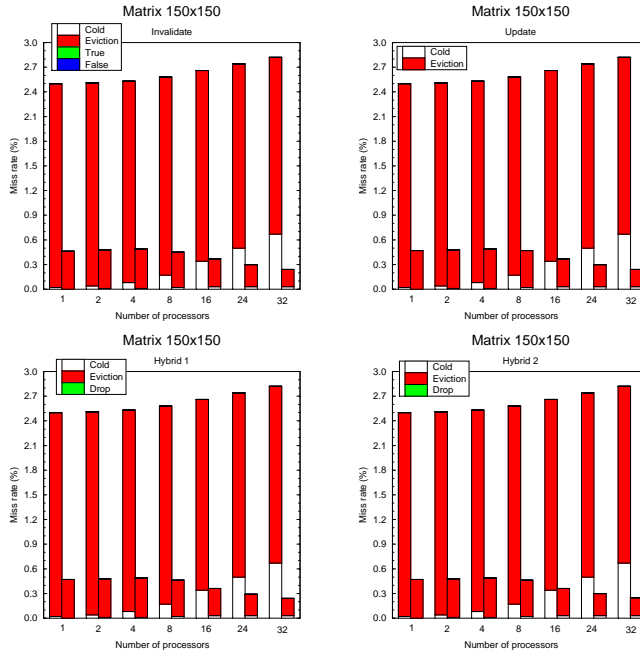 Matrix 150x150
Invalidate
Cold
Eviction
True
False
Miss rate (%)
3.0
2.7
2.4
2.1
1.8
1.5
1.2
0.9
0.6
0.3
0.0
1 2 4 8 16 24 32
Number of processors
Matrix 150x150
Update
Cold
Eviction
Miss rate (%)
3.0
2.7
2.4
2.1
1.8
1.5
1.2
0.9
0.6
0.3
0.0
1 2 4 8 16 24 32
Number of processors
Matrix 150x150
Hybrid 1
Cold
Eviction
Drop
Miss rate (%)
3.0
2.7
2.4
2.1
1.8
1.5
1.2
0.9
0.6
0.3
0.0
1 2 4 8 16 24 32
Number of processors
Matrix 150x150
Hybrid 2
Cold
Eviction
Drop
Miss rate (%)
3.0
2.7
2.4
2.1
1.8
1.5
1.2
0.9
0.6
0.3
0.0
1 2 4 8 16 24 32
Number of processors